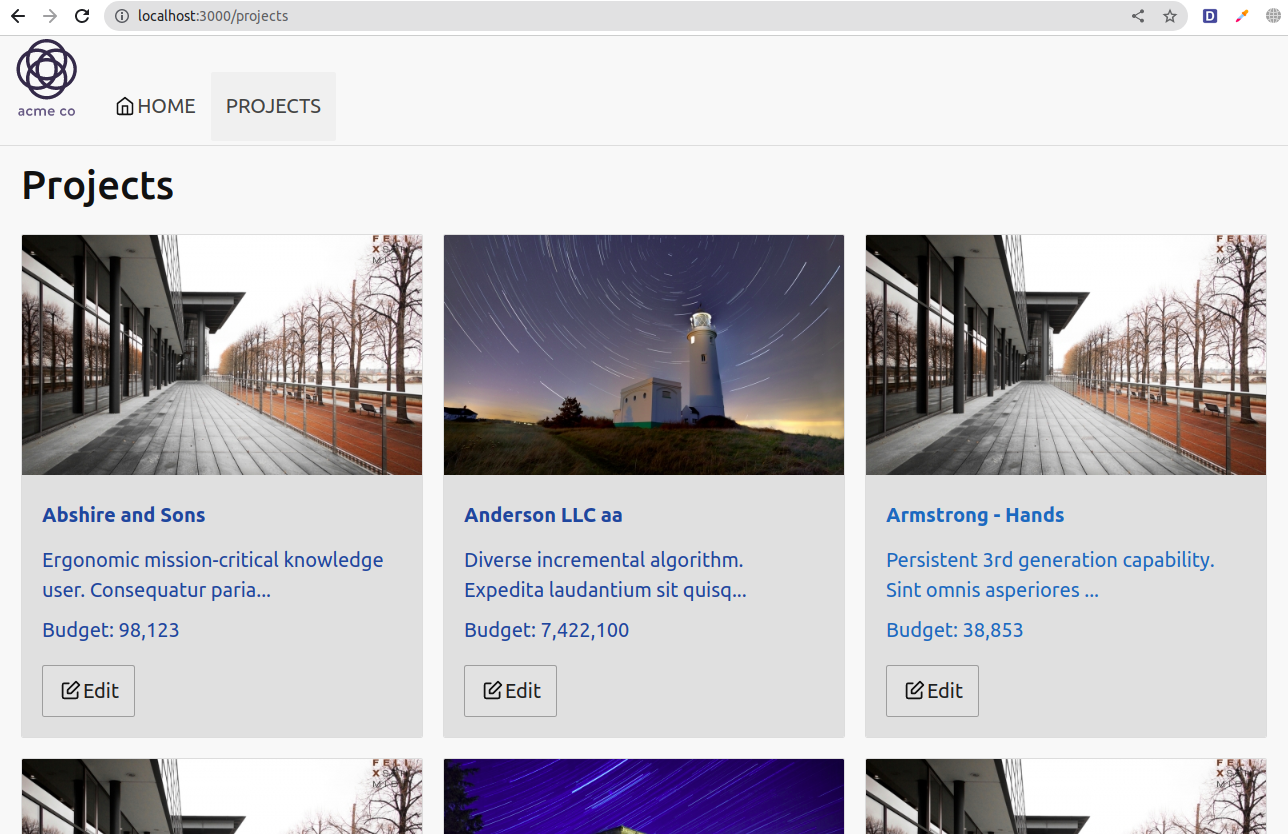 localhost:3000/projects
D
acme co
HOME
PROJECTS
Projects
Abshire and Sons
Ergonomic mission-critical knowledge
user. Consequatur paria...
Budget: 98,123
Edit
Anderson LLC aa
Diverse incremental algorithm.
Expedita laudantium sit quisq...
Budget: 7,422,100
Edit
Armstrong - Hands
Persistent 3rd generation capability.
Sint omnis asperiores ...
Budget: 38,853
Edit